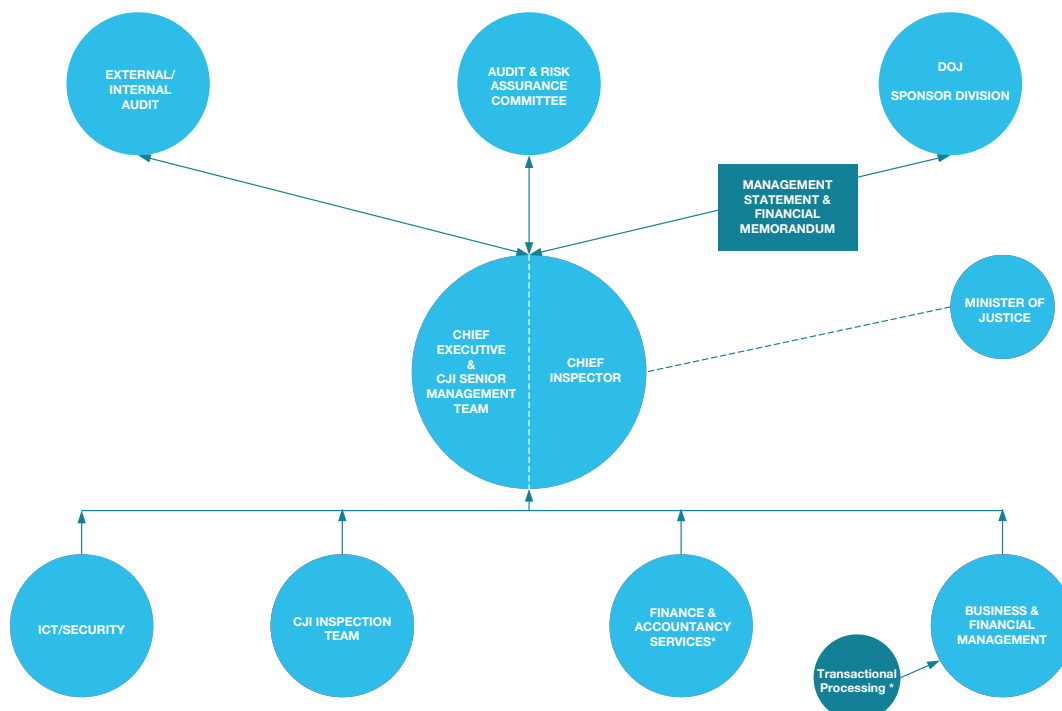 EXTERNAL/
INTERNAL
AUDIT
AUDIT & RISK
ASSURANCE
COMMITTEE
DOJ
SPONSOR DIVISION
MANAGEMENT
STATEMENT &
FINANCIAL
MEMORANDUM
MINISTER OF
JUSTICE
CHIEF
EXECUTIVE
&
CJI SENIOR
MANAGEMENT
TEAM
CHIEF
INSPECTOR
ICT/SECURITY
CJI INSPECTION
TEAM
FINANCE &
ACCOUNTANCY
SERVICES*
BUSINESS &
FINANCIAL
MANAGEMENT
Transactional
Processing *